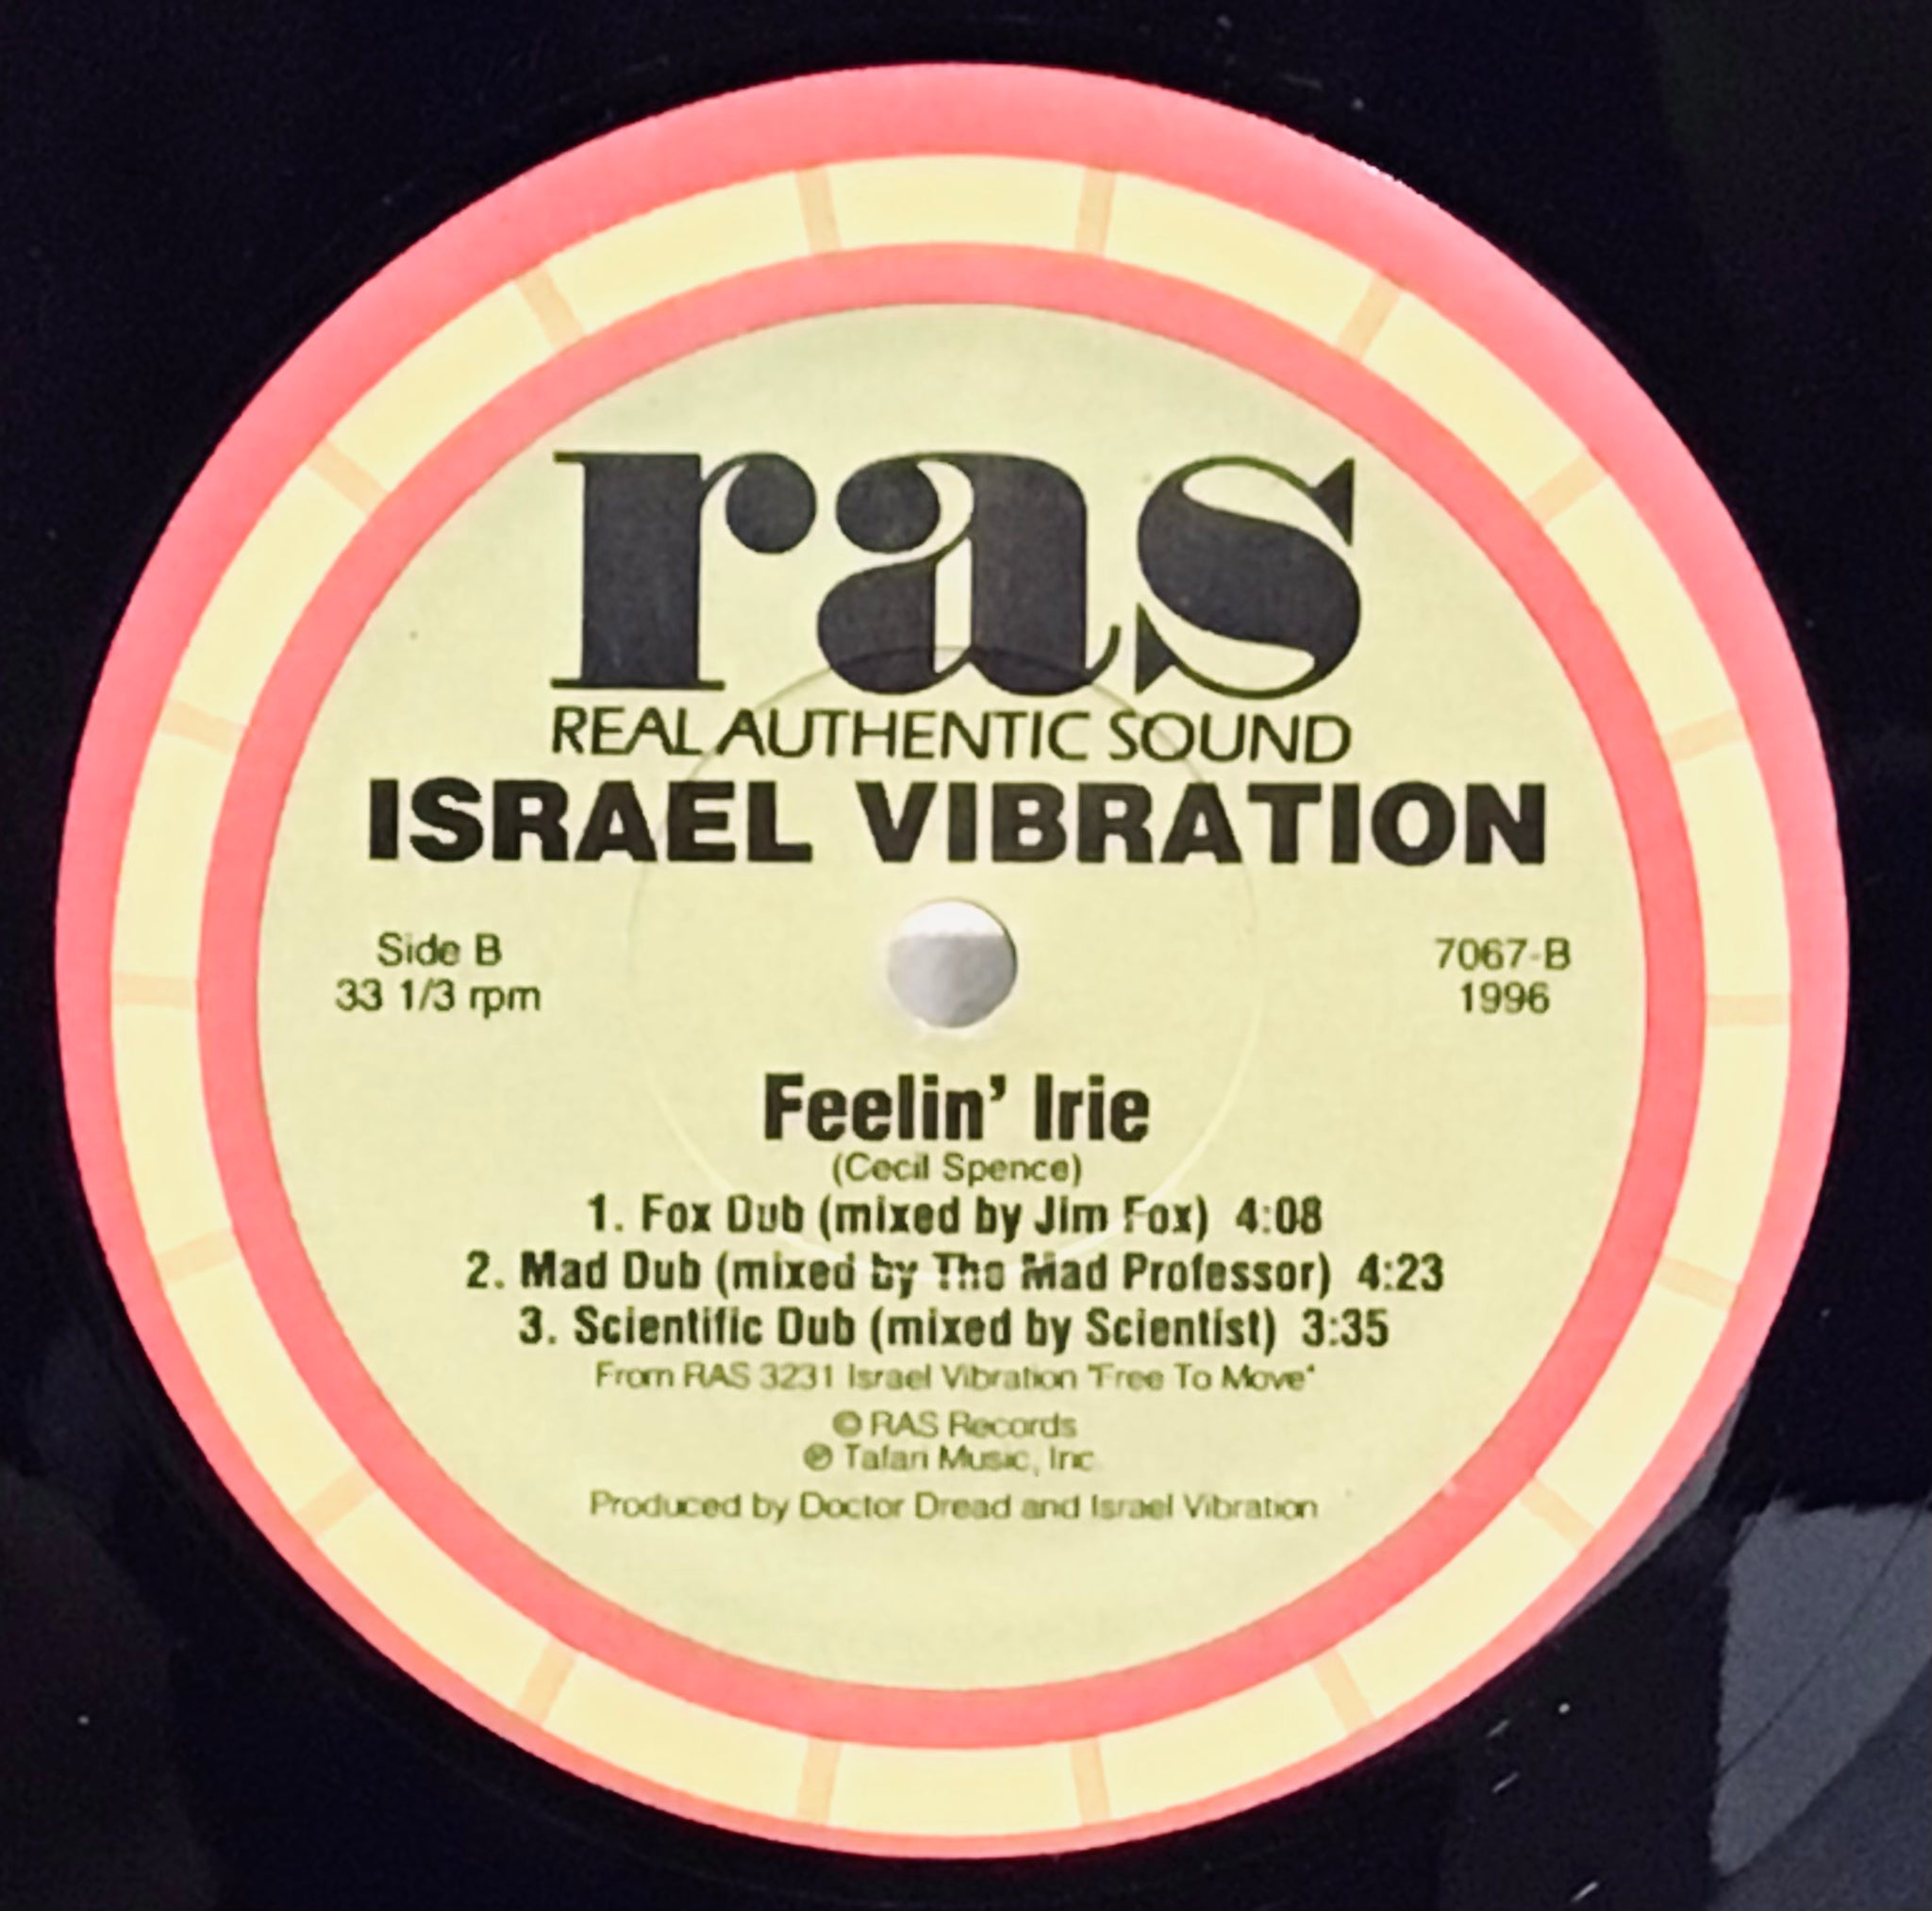 ras
REAL AUTHENTIC SOUND
ISRAEL VIBRATION
Side B
33 1/3 rpm
7067-B
1996
Feelin' Irie
(Cecil Spence)
1. Fox Dub (mixed by Jim Fox) 4:08
2. Mad Dub (mixed by The Mad Professor) 4:23
3. Scientific Dub (mixed by Scientist) 3:35
From RAS 3231 Israel Vibration "Free To Move"
© RAS Records
℗ Tafari Music, Inc.
Produced by Doctor Dread and Israel Vibration